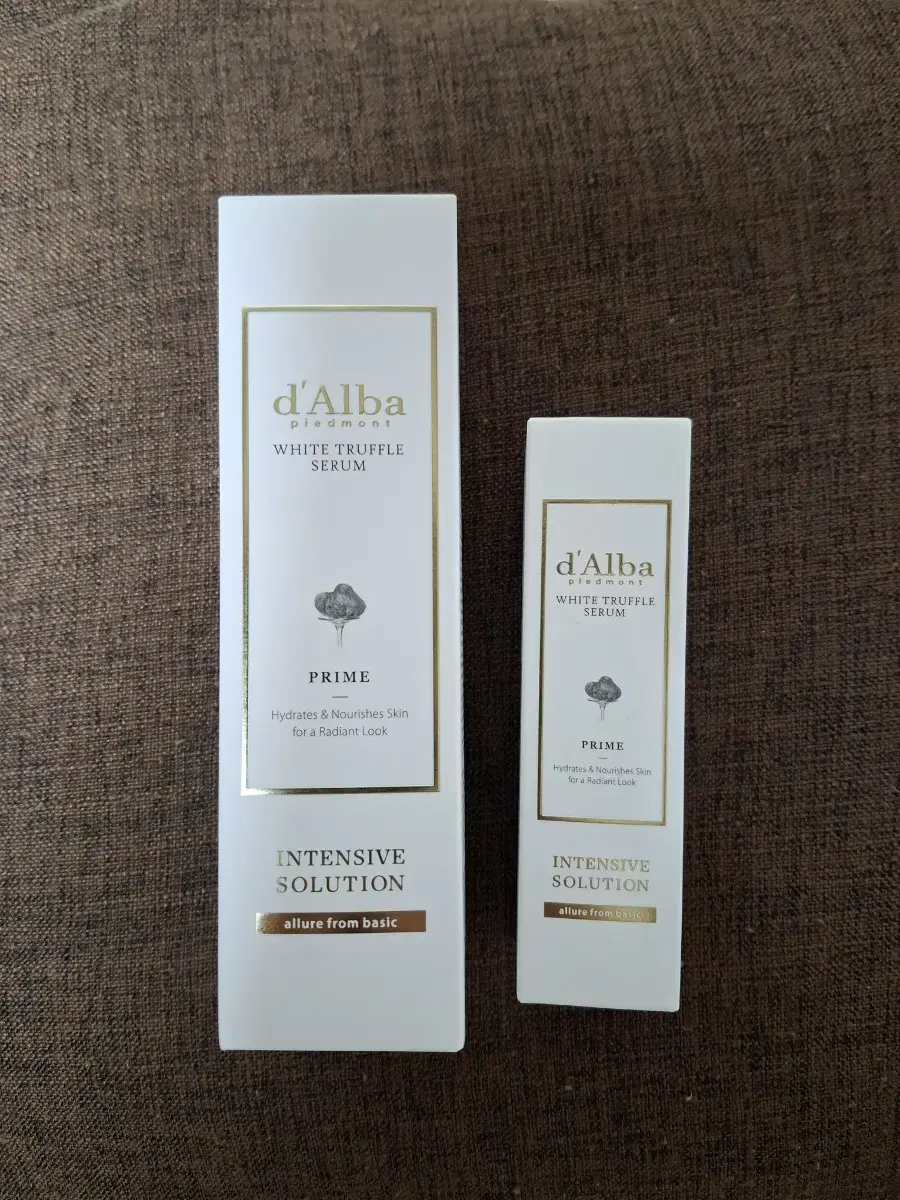 d'Alba
piedmont
WHITE TRUFFLE
SERUM
PRIME
Hydrates & Nourishes Skin
for a Radiant Look
INTENSIVE
SOLUTION
allure from basic
d'Alba
piedmont
WHITE TRUFFLE
SERUM
PRIME
Hydrates & Nourishes Skin
for a Radiant Look
INTENSIVE
SOLUTION
allure from basic